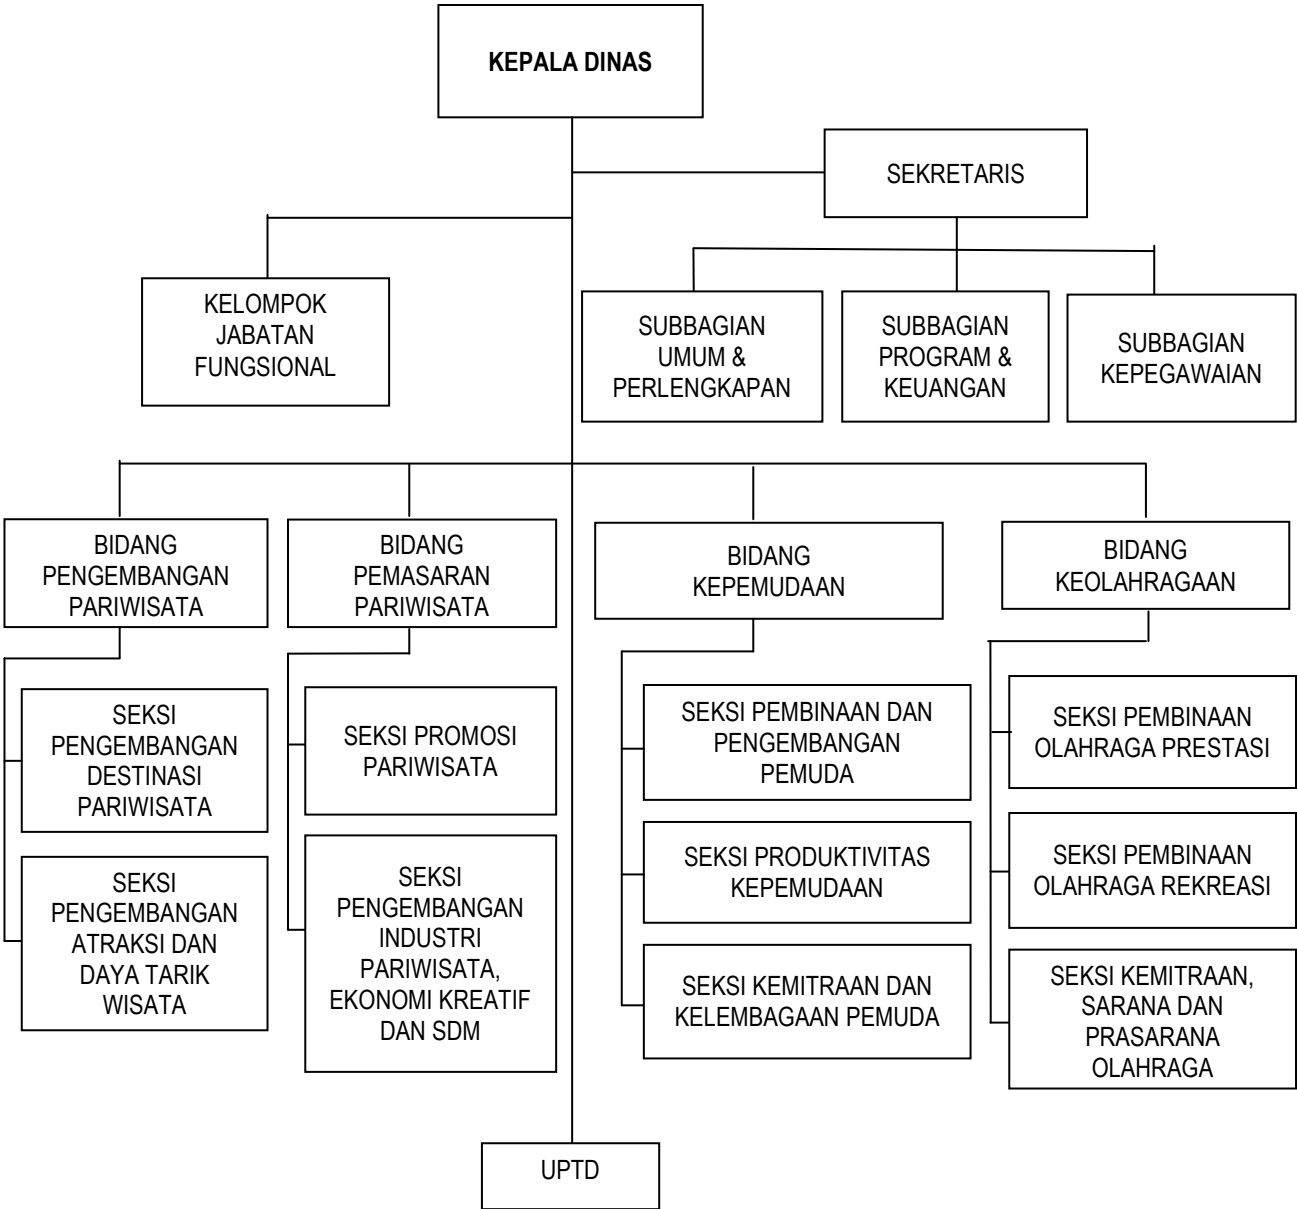 KEPALA DINAS
SEKRETARIS
KELOMPOK
JABATAN
FUNGSIONAL
SUBBAGIAN
UMUM &
PERLENGKAPAN
SUBBAGIAN
PROGRAM &
KEUANGAN
SUBBAGIAN
KEPEGAWAIAN
BIDANG
PENGEMBANGAN
PARIWISATA
BIDANG
PEMASARAN
PARIWISATA
BIDANG
KEPEMUDAAN
BIDANG
KEOLAHRAGAAN
SEKSI
PENGEMBANGAN
DESTINASI
PARIWISATA
SEKSI PROMOSI
PARIWISATA
SEKSI PEMBINAAN DAN
PENGEMBANGAN
PEMUDA
SEKSI PEMBINAAN
OLAHRAGA PRESTASI
SEKSI
PENGEMBANGAN
ATRAKSI DAN
DAYA TARIK
WISATA
SEKSI
PENGEMBANGAN
INDUSTRI
PARIWISATA,
EKONOMI KREATIF
DAN SDM
SEKSI PRODUKTIVITAS
KEPEMUDAAN
SEKSI PEMBINAAN
OLAHRAGA REKREASI
SEKSI KEMITRAAN DAN
KELEMBAGAAN PEMUDA
SEKSI KEMITRAAN,
SARANA DAN
PRASARANA
OLAHRAGA
UPTD